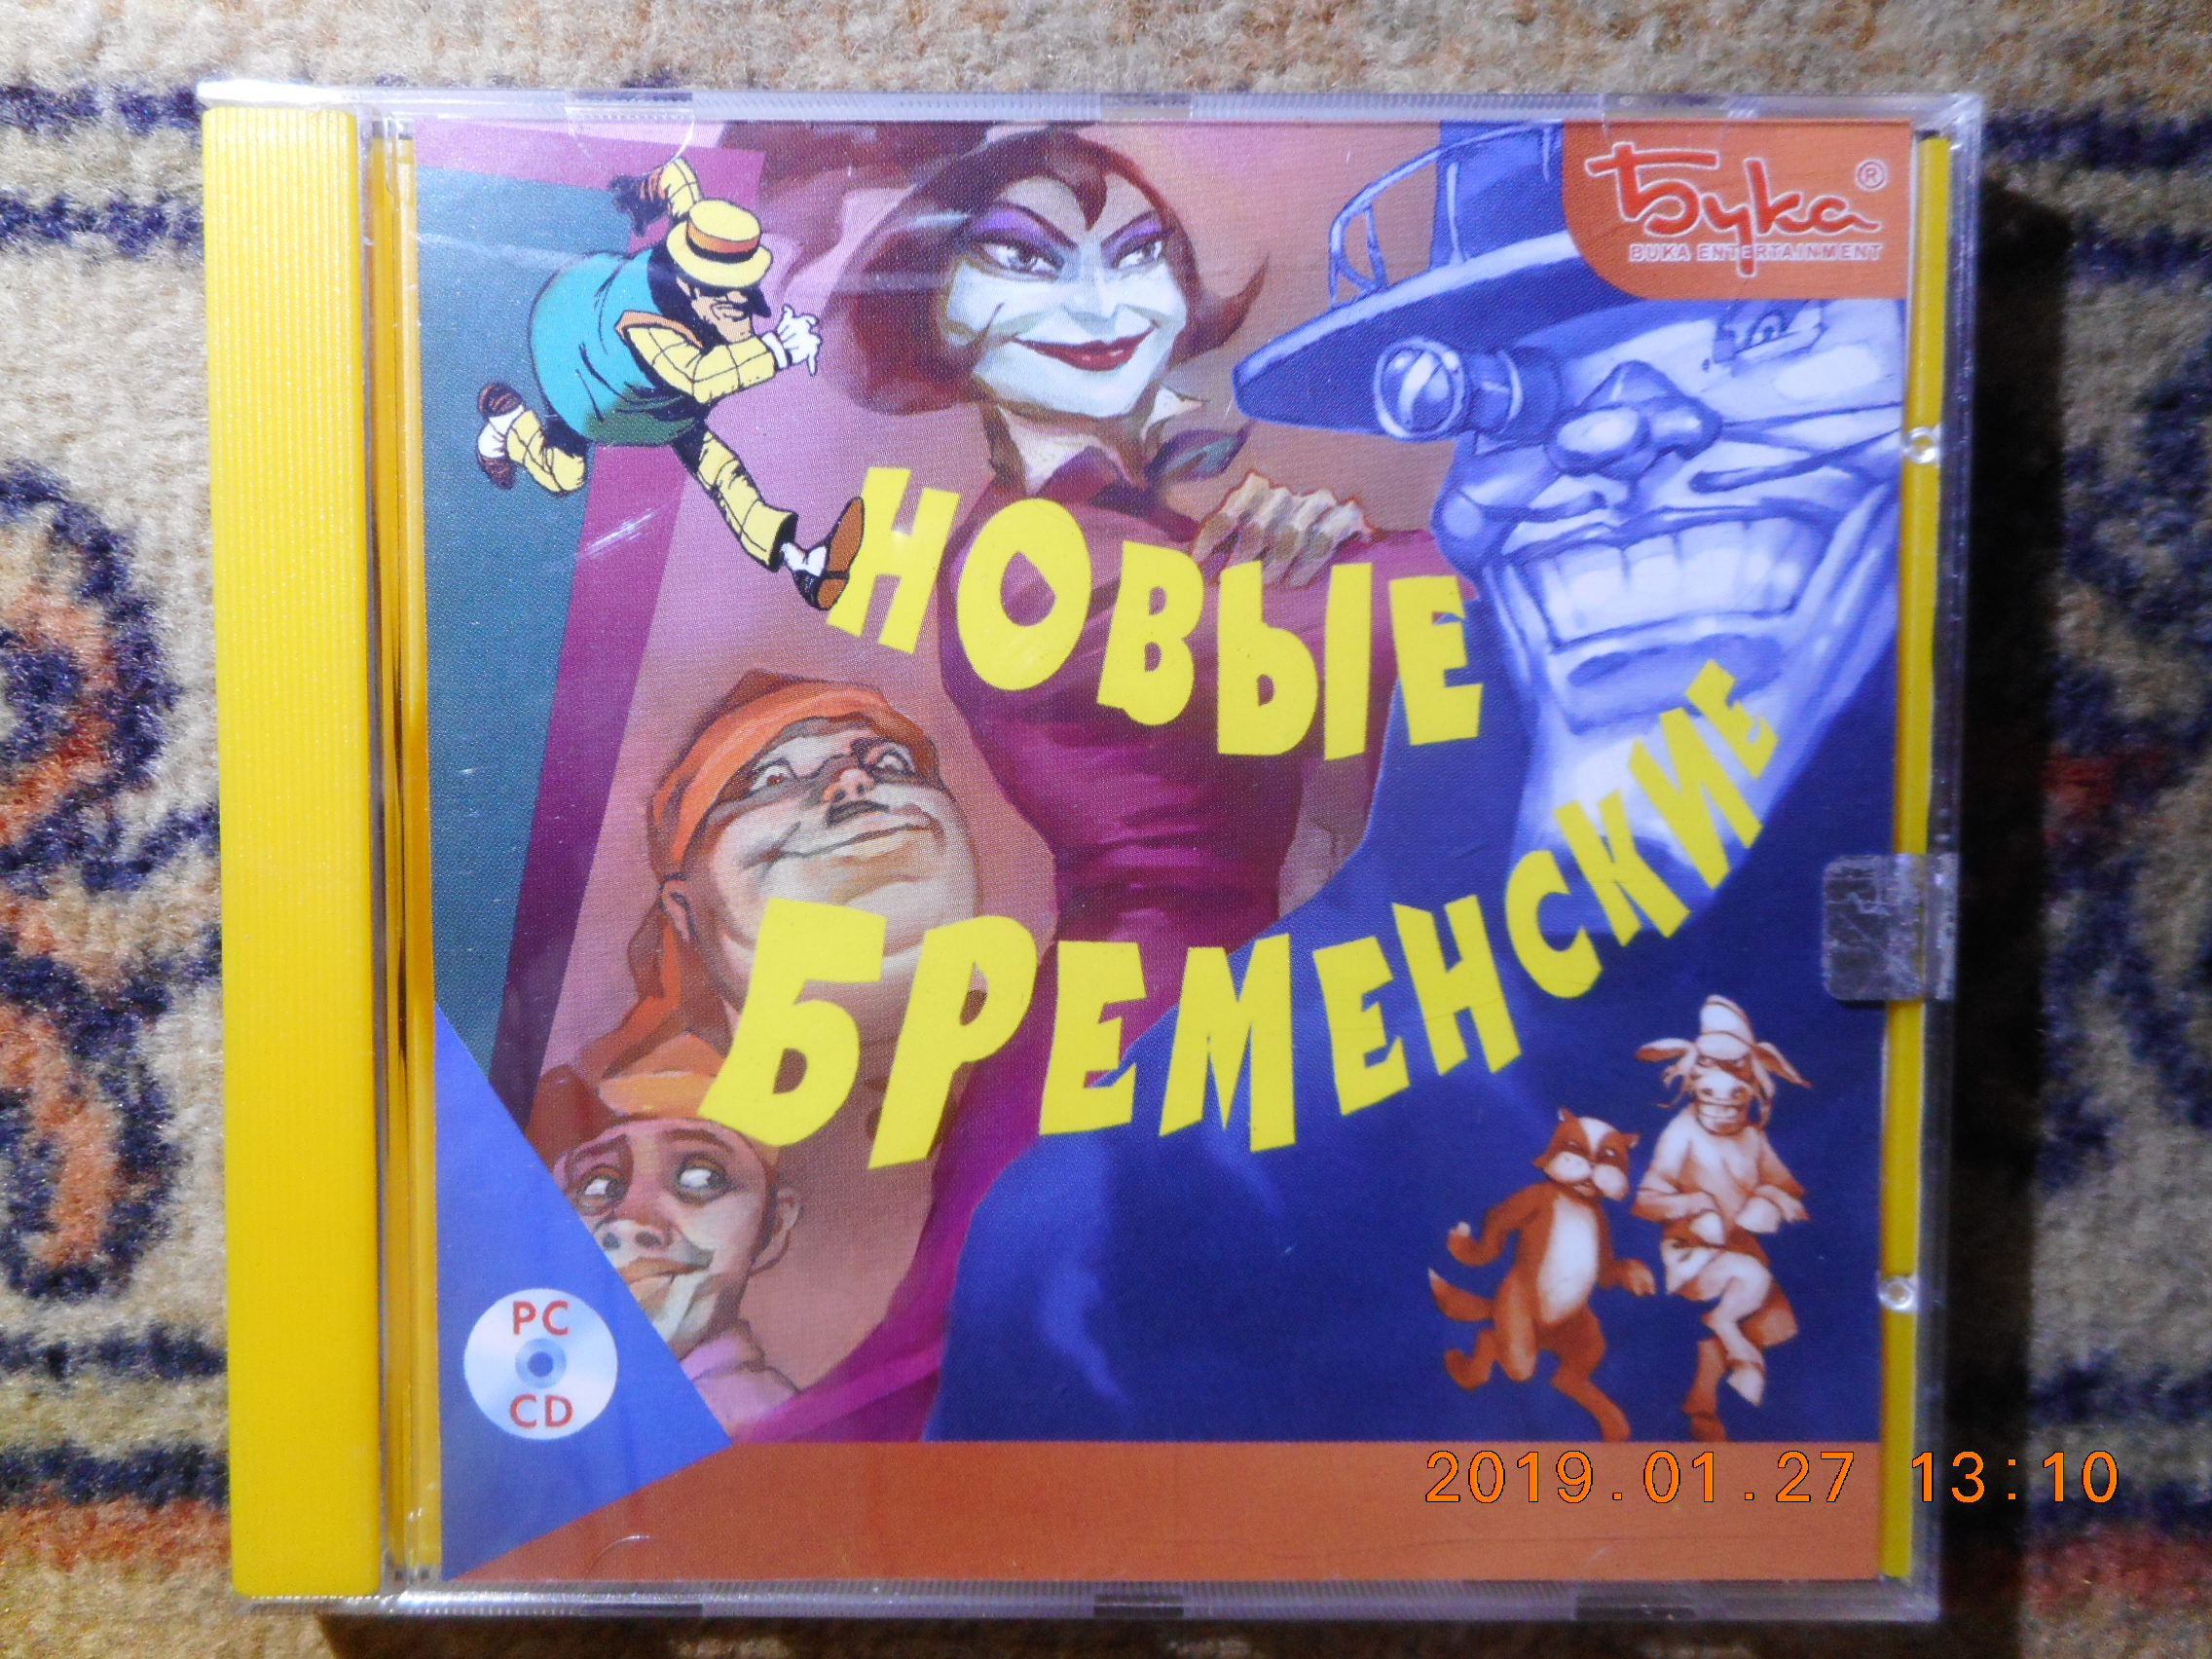 Бука ®
BUKA ENTERTAINMENT
НОВЫЕ
БРЕМЕНСКИЕ
PC
CD
2019.01.27 13:10